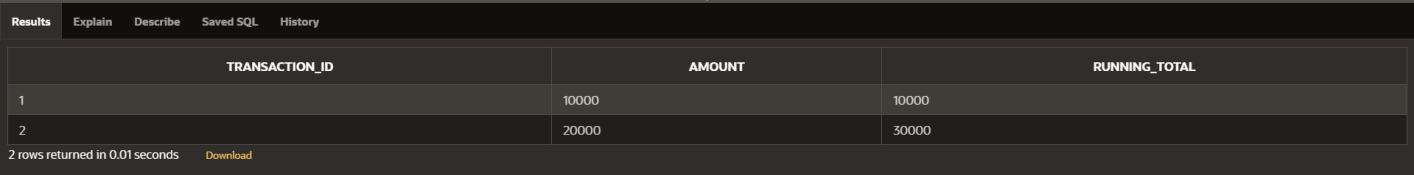 Results Explain Describe Saved SQL History
TRANSACTION_ID AMOUNT RUNNING_TOTAL
1 10000 10000
2 20000 30000
2 rows returned in 0.01 seconds Download